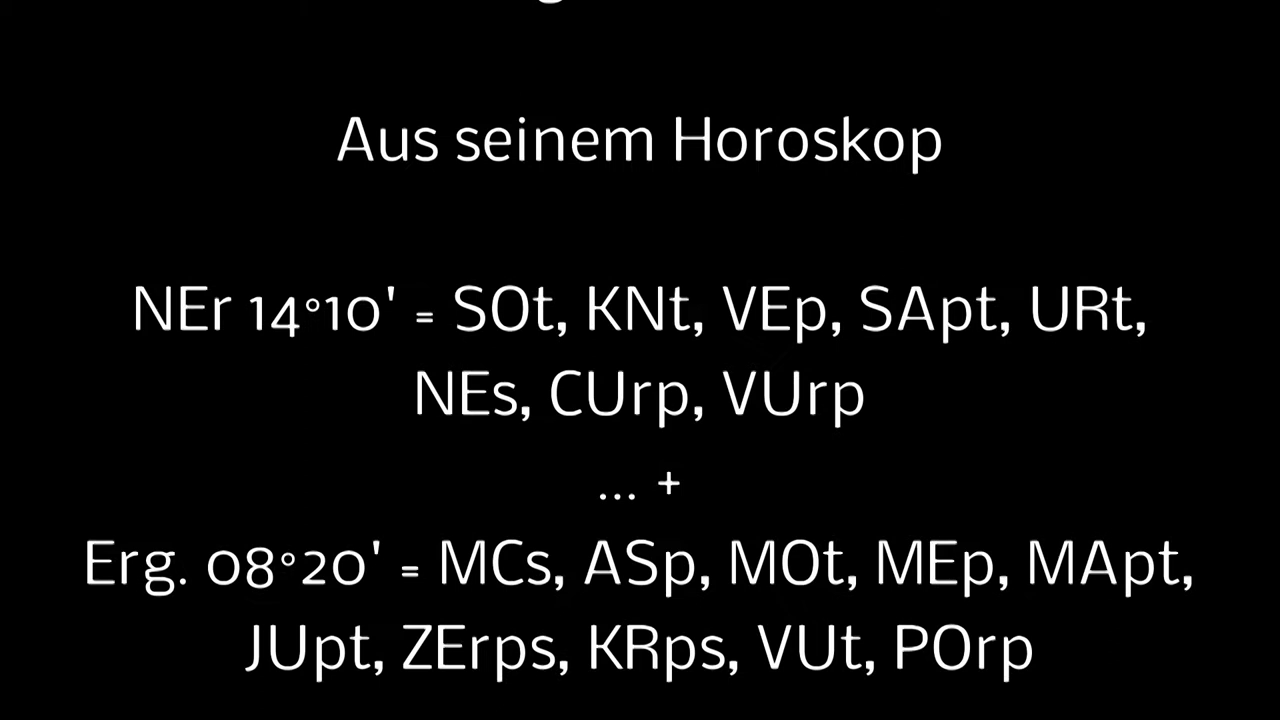 Aus seinem Horoskop
NEr 14°10' = SOt, KNt, VEp, SApt, URt,
NEs, CUrp, VUrp
... +
Erg. 08°20' = MCs, ASp, MOt, MEp, MApt,
JUpt, ZErps, KRps, VUt, POrp